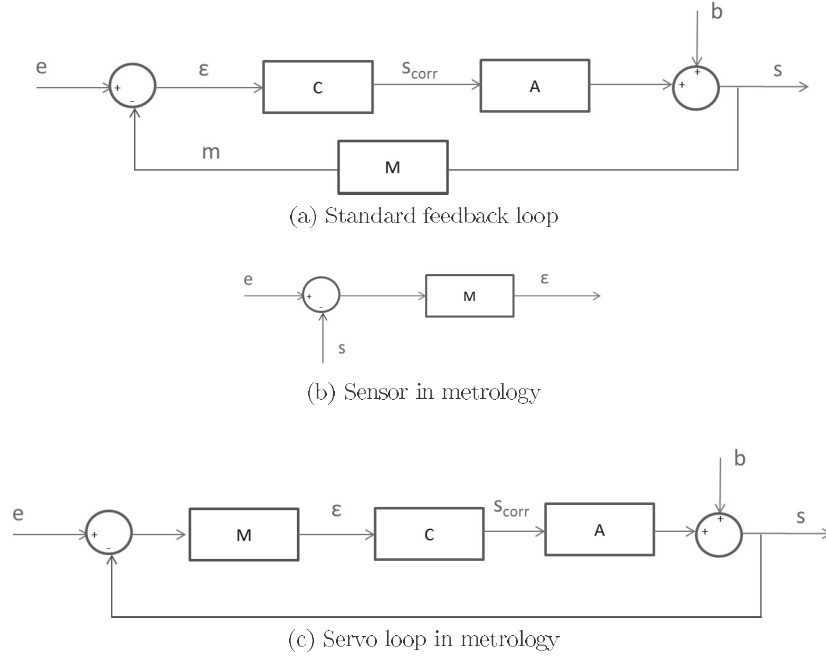 b
e
ε
s_corr
s
+
-
C
A
+
+
m
M
(a) Standard feedback loop
e
ε
+
-
M
s
(b) Sensor in metrology
b
e
ε
s_corr
s
+
-
M
C
A
+
+
(c) Servo loop in metrology